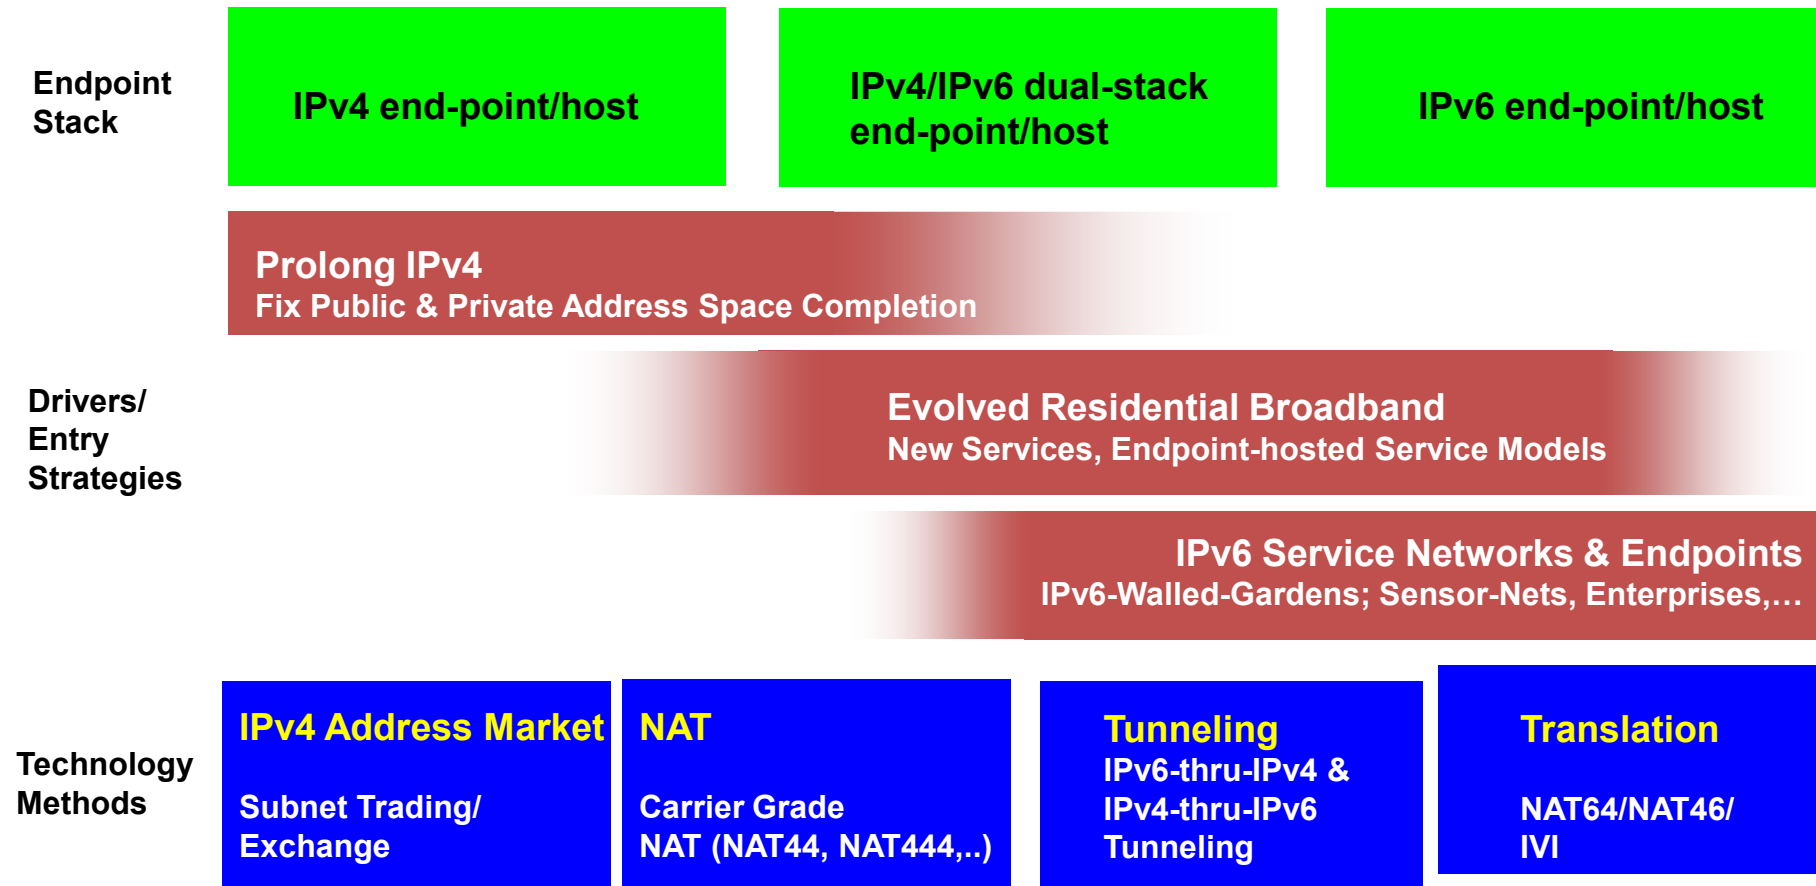 Endpoint
Stack
IPv4 end-point/host
IPv4/IPv6 dual-stack
end-point/host
IPv6 end-point/host
Prolong IPv4
Fix Public & Private Address Space Completion
Drivers/
Entry
Strategies
Evolved Residential Broadband
New Services, Endpoint-hosted Service Models
IPv6 Service Networks & Endpoints
IPv6-Walled-Gardens; Sensor-Nets, Enterprises,…
Technology
Methods
IPv4 Address Market
Subnet Trading/
Exchange
NAT
Carrier Grade
NAT (NAT44, NAT444,..)
Tunneling
IPv6-thru-IPv4 &
IPv4-thru-IPv6
Tunneling
Translation
NAT64/NAT46/
IVI